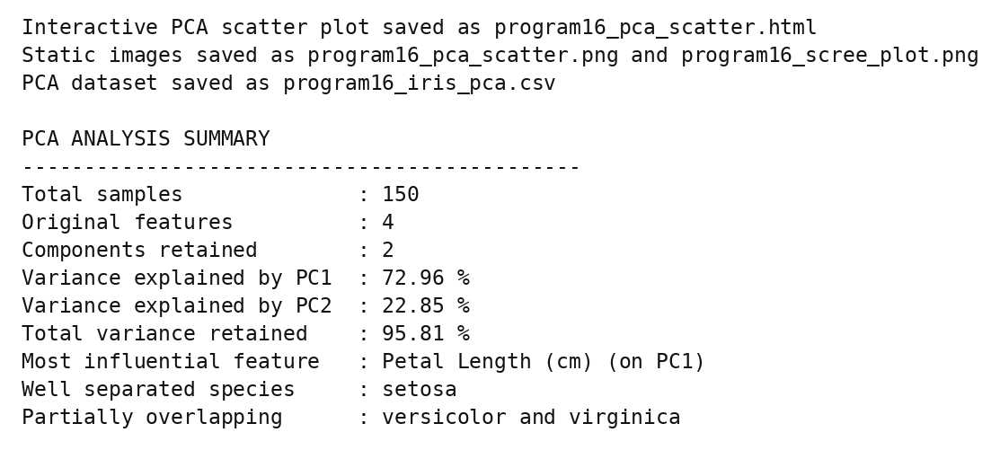 Interactive PCA scatter plot saved as program16_pca_scatter.html
Static images saved as program16_pca_scatter.png and program16_scree_plot.png
PCA dataset saved as program16_iris_pca.csv

PCA ANALYSIS SUMMARY
---------------------------------------------
Total samples              : 150
Original features          : 4
Components retained        : 2
Variance explained by PC1  : 72.96 %
Variance explained by PC2  : 22.85 %
Total variance retained    : 95.81 %
Most influential feature   : Petal Length (cm) (on PC1)
Well separated species     : setosa
Partially overlapping      : versicolor and virginica